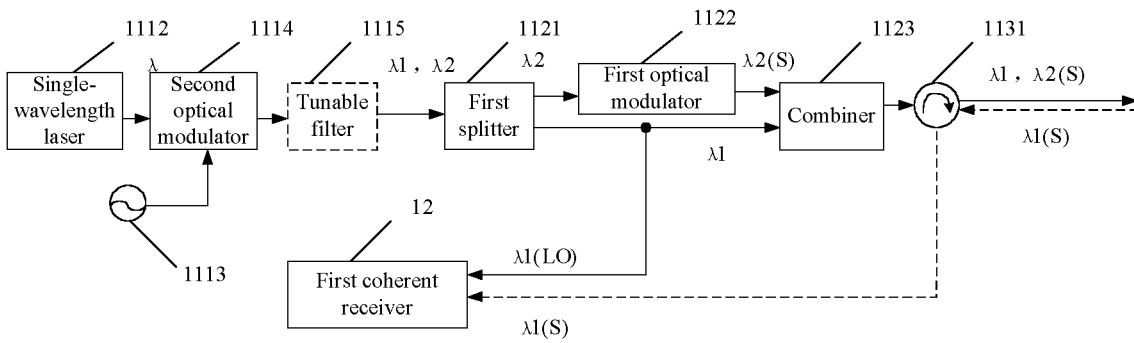 1112
1114
1115
1121
1122
1123
1131
λ
λ1 , λ2
λ2
λ2(S)
λ1 , λ2(S)
Single-
wavelength
laser
Second
optical
modulator
Tunable
filter
First
splitter
First optical
modulator
Combiner
λ1
λ1(S)
1113
12
λ1(LO)
First coherent
receiver
λ1(S)